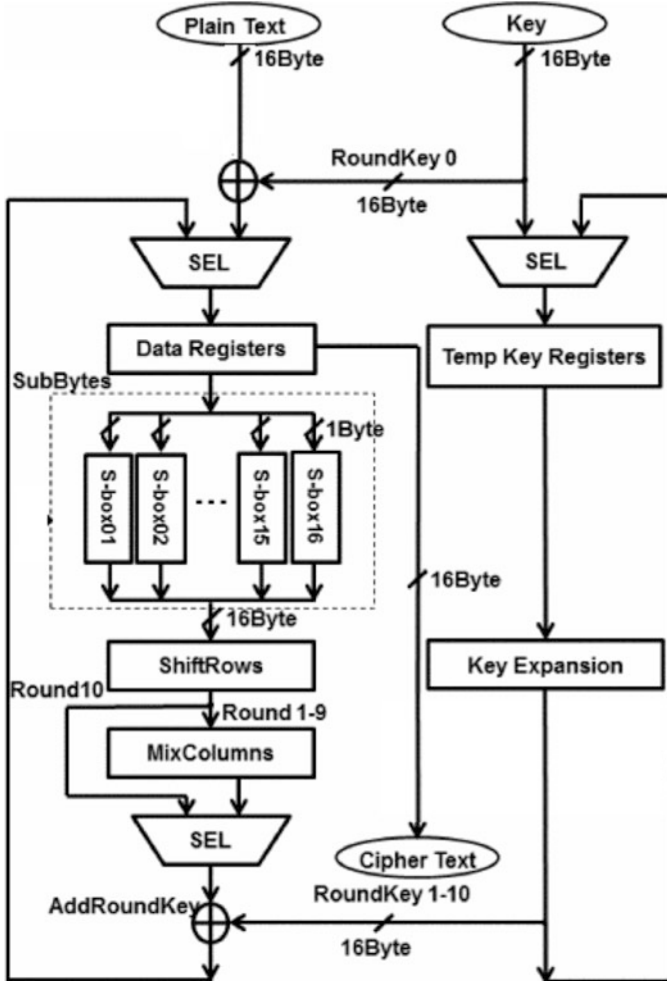 Plain Text
Key
16Byte
16Byte
RoundKey 0
16Byte
SEL
SEL
Data Registers
Temp Key Registers
SubBytes
1Byte
S-box01
S-box02
S-box15
S-box16
16Byte
16Byte
ShiftRows
Key Expansion
Round10
Round 1-9
MixColumns
SEL
Cipher Text
RoundKey 1-10
AddRoundKey
16Byte